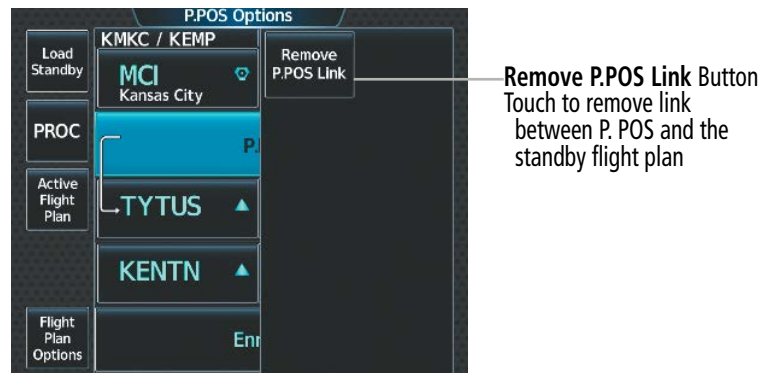 P.POS Options
KMKC / KEMP
Load
Standby
MCI
Kansas City
Remove
P.POS Link
PROC
P.
Active
Flight
Plan
TYTUS
KENTN
Flight
Plan
Options
Enr
Remove P.POS Link Button
Touch to remove link
between P. POS and the
standby flight plan